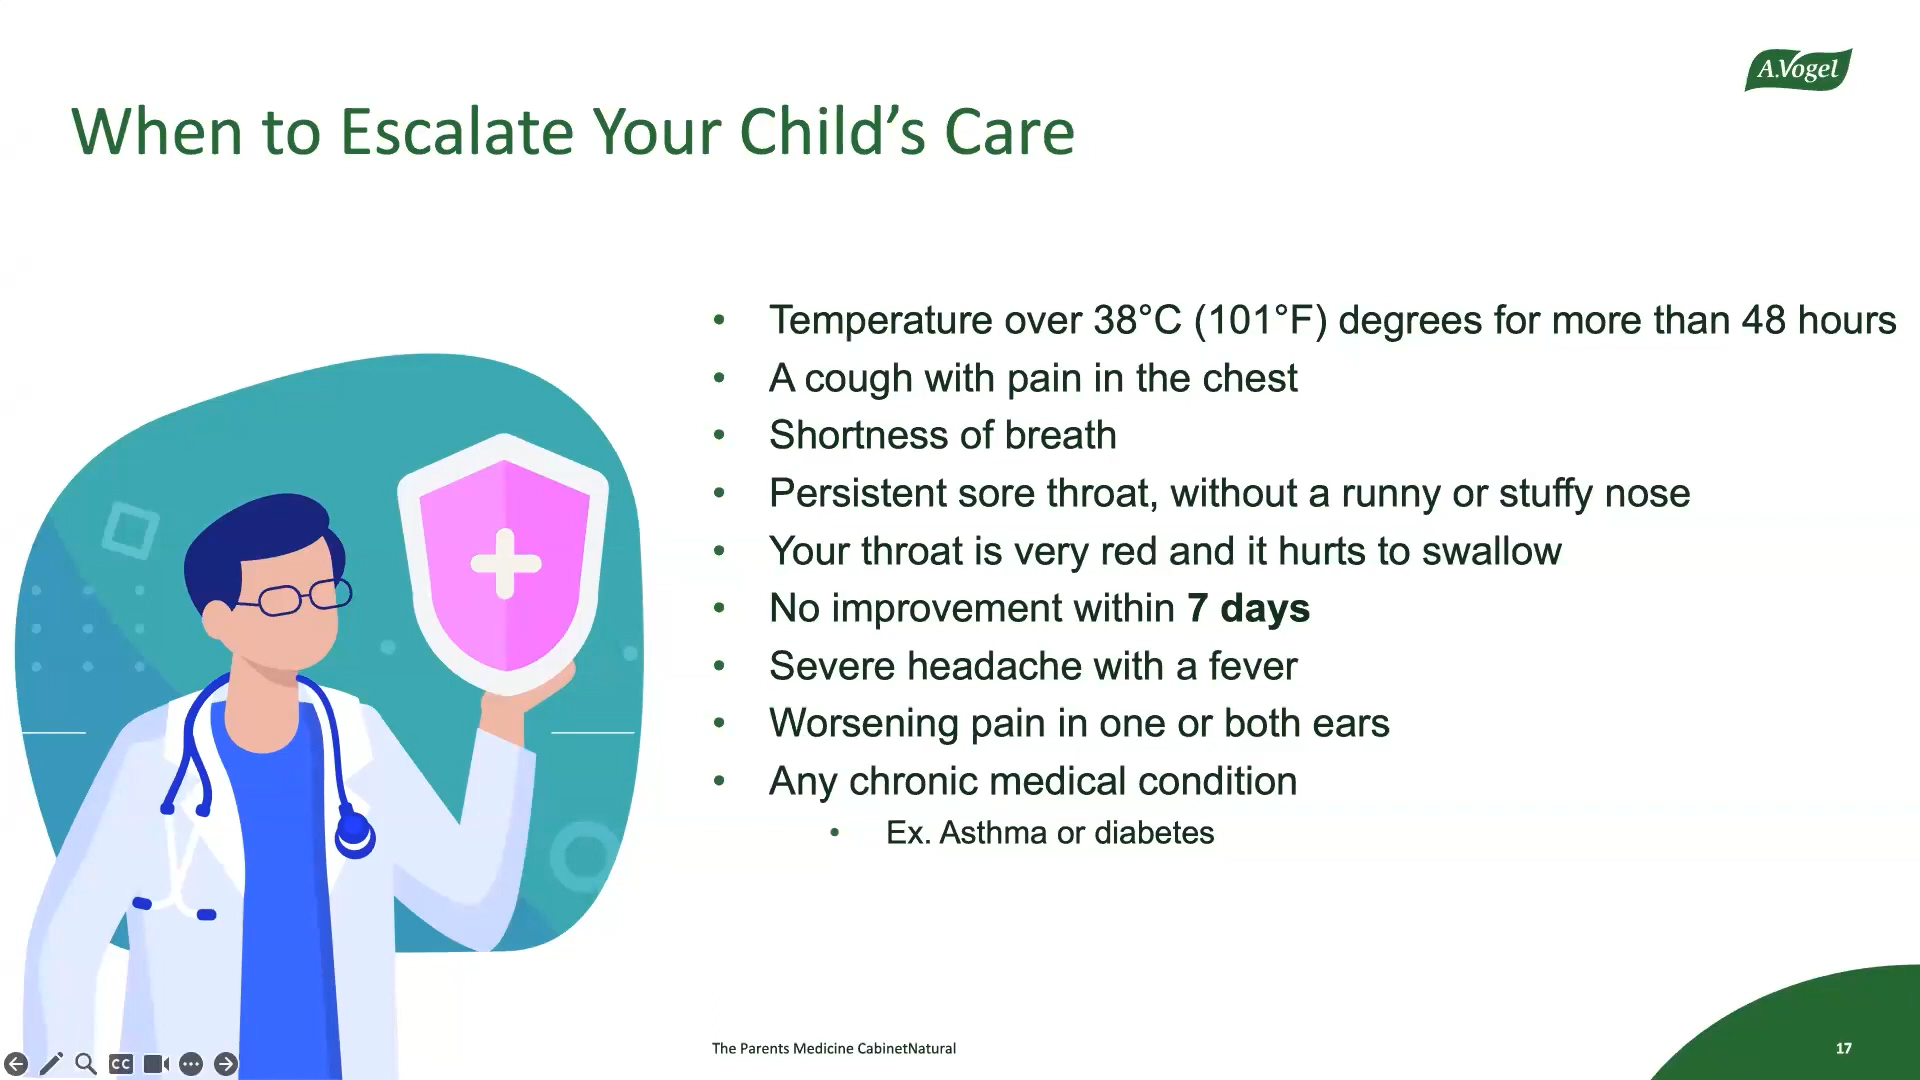 A.Vogel
When to Escalate Your Child’s Care
• Temperature over 38°C (101°F) degrees for more than 48 hours
• A cough with pain in the chest
• Shortness of breath
• Persistent sore throat, without a runny or stuffy nose
• Your throat is very red and it hurts to swallow
• No improvement within 7 days
• Severe headache with a fever
• Worsening pain in one or both ears
• Any chronic medical condition
• Ex. Asthma or diabetes
The Parents Medicine CabinetNatural
17
CC